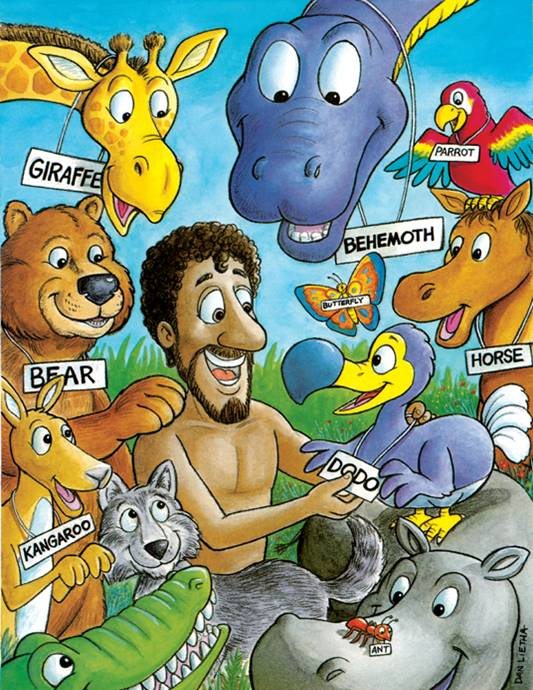 GIRAFFE
PARROT
BEHEMOTH
BUTTERFLY
HORSE
BEAR
DODO
KANGAROO
ANT
DAN LIETHA